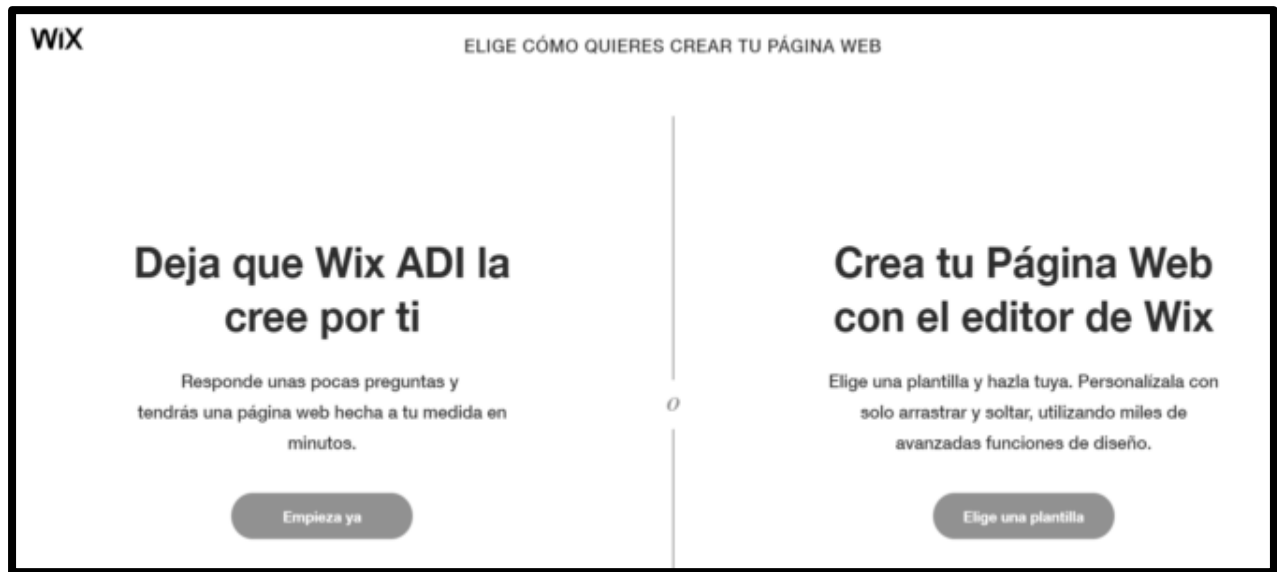 WiX
ELIGE CÓMO QUIERES CREAR TU PÁGINA WEB
Deja que Wix ADI la
cree por ti
Responde unas pocas preguntas y
tendrás una página web hecha a tu medida en
minutos.
Empieza ya
o
Crea tu Página Web
con el editor de Wix
Elige una plantilla y hazla tuya. Personalízala con
solo arrastrar y soltar, utilizando miles de
avanzadas funciones de diseño.
Elige una plantilla